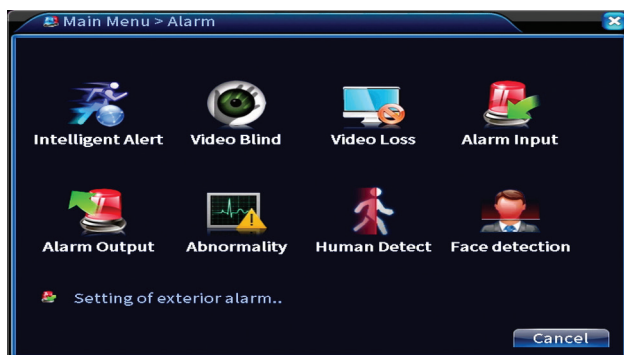 Main Menu > Alarm
Intelligent Alert Video Blind Video Loss Alarm Input
Alarm Output Abnormality Human Detect Face detection
Setting of exterior alarm..
Cancel